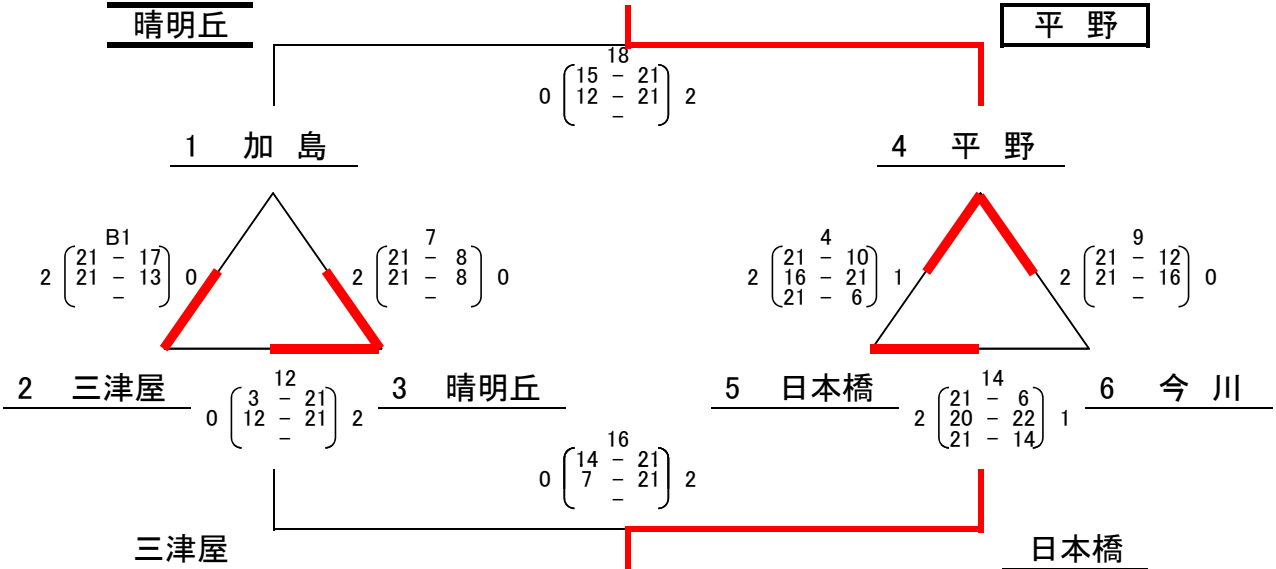 晴明丘
平 野
18
0 15 - 21 2
12 - 21
-
1 加 島
4 平 野
B1
2 21 - 17 0
21 - 13
-
7
2 21 - 8 0
21 - 8
-
4
2 21 - 10 1
16 - 21
21 - 6
9
2 21 - 12 0
21 - 16
-
2 三津屋
12
0 3 - 21 2
12 - 21
-
3 晴明丘
5 日本橋
14
2 21 - 6 1
20 - 22
21 - 14
6 今 川
16
0 14 - 21 2
7 - 21
-
三津屋
日本橋